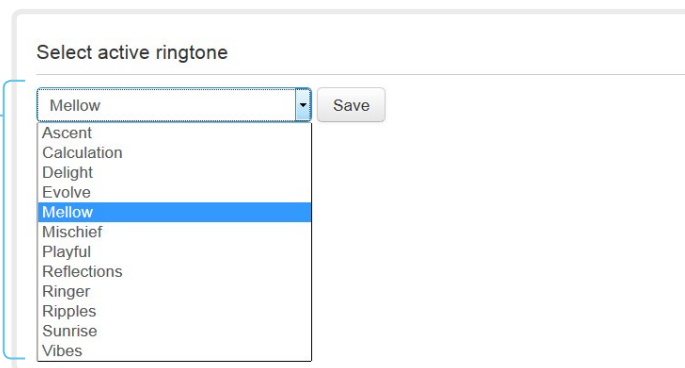 Select active ringtone
Mellow
Save
Ascent
Calculation
Delight
Evolve
Mellow
Mischief
Playful
Reflections
Ringer
Ripples
Sunrise
Vibes